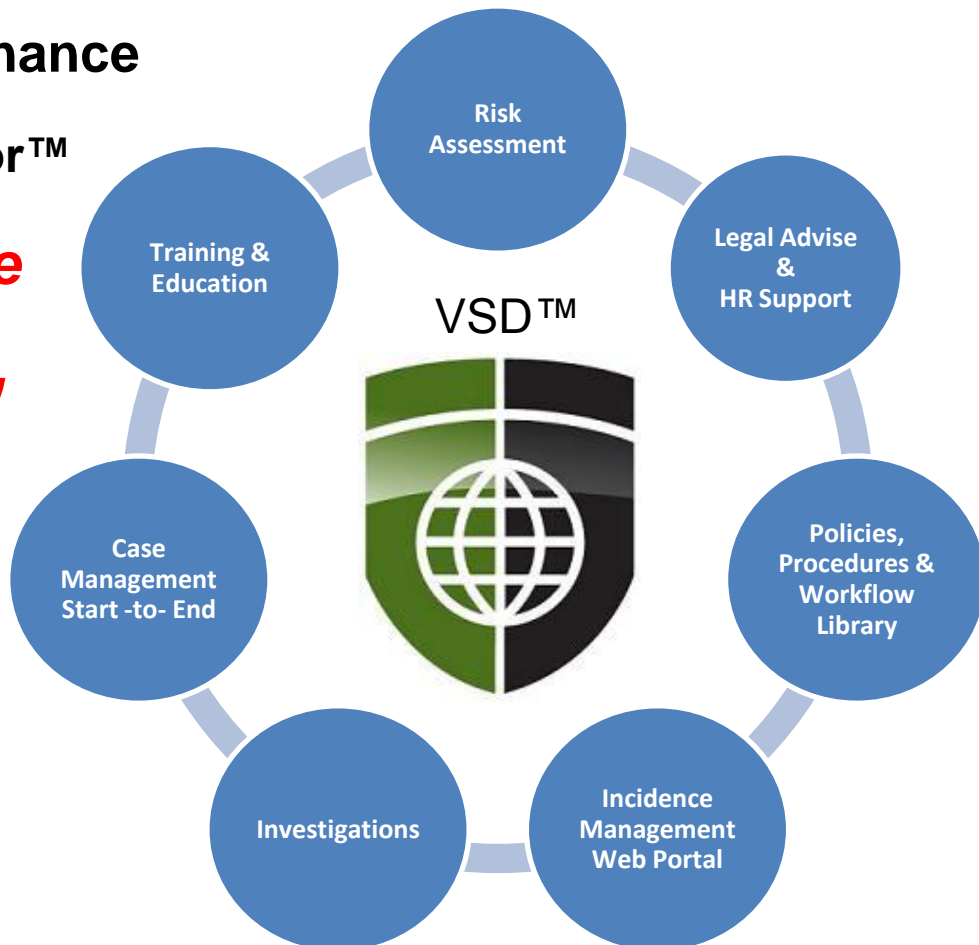 nance
or™
e
Risk
Assessment
Legal Advise
&
HR Support
Training &
Education
VSD™
Policies,
Procedures &
Workflow
Library
Case
Management
Start -to- End
Incidence
Management
Web Portal
Investigations